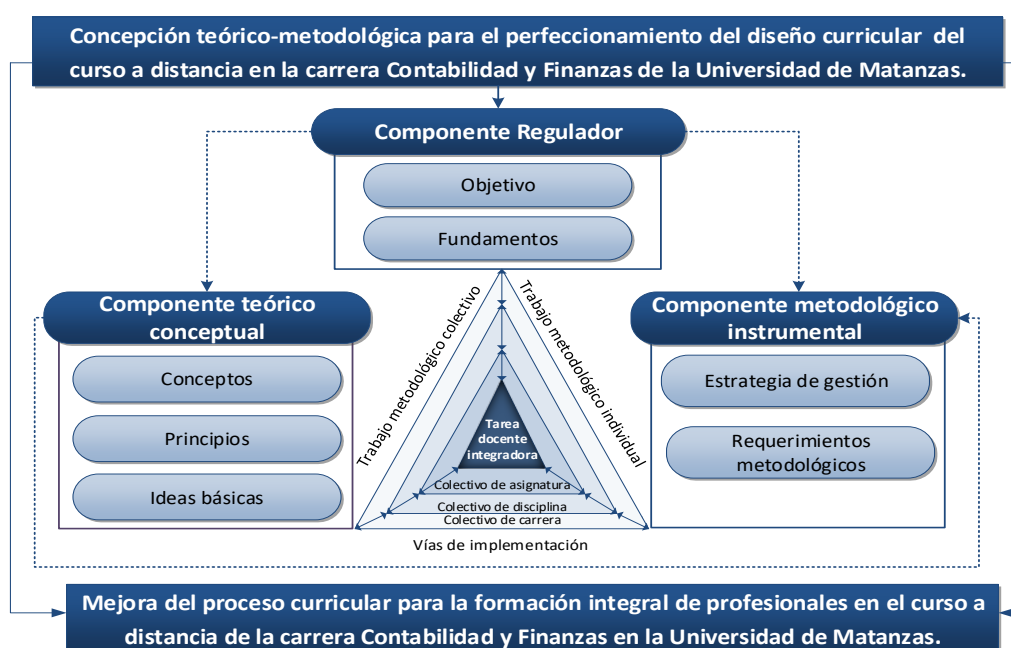 Concepción teórico-metodológica para el perfeccionamiento del diseño curricular del
curso a distancia en la carrera Contabilidad y Finanzas de la Universidad de Matanzas.
Componente Regulador
Objetivo
Fundamentos
Componente teórico
conceptual
Conceptos
Principios
Ideas básicas
Trabajo metodológico colectivo
Trabajo metodológico individual
Tarea
docente
integradora
Colectivo de asignatura
Colectivo de disciplina
Colectivo de carrera
Vías de implementación
Componente metodológico
instrumental
Estrategia de gestión
Requerimientos
metodológicos
Mejora del proceso curricular para la formación integral de profesionales en el curso a
distancia de la carrera Contabilidad y Finanzas en la Universidad de Matanzas.